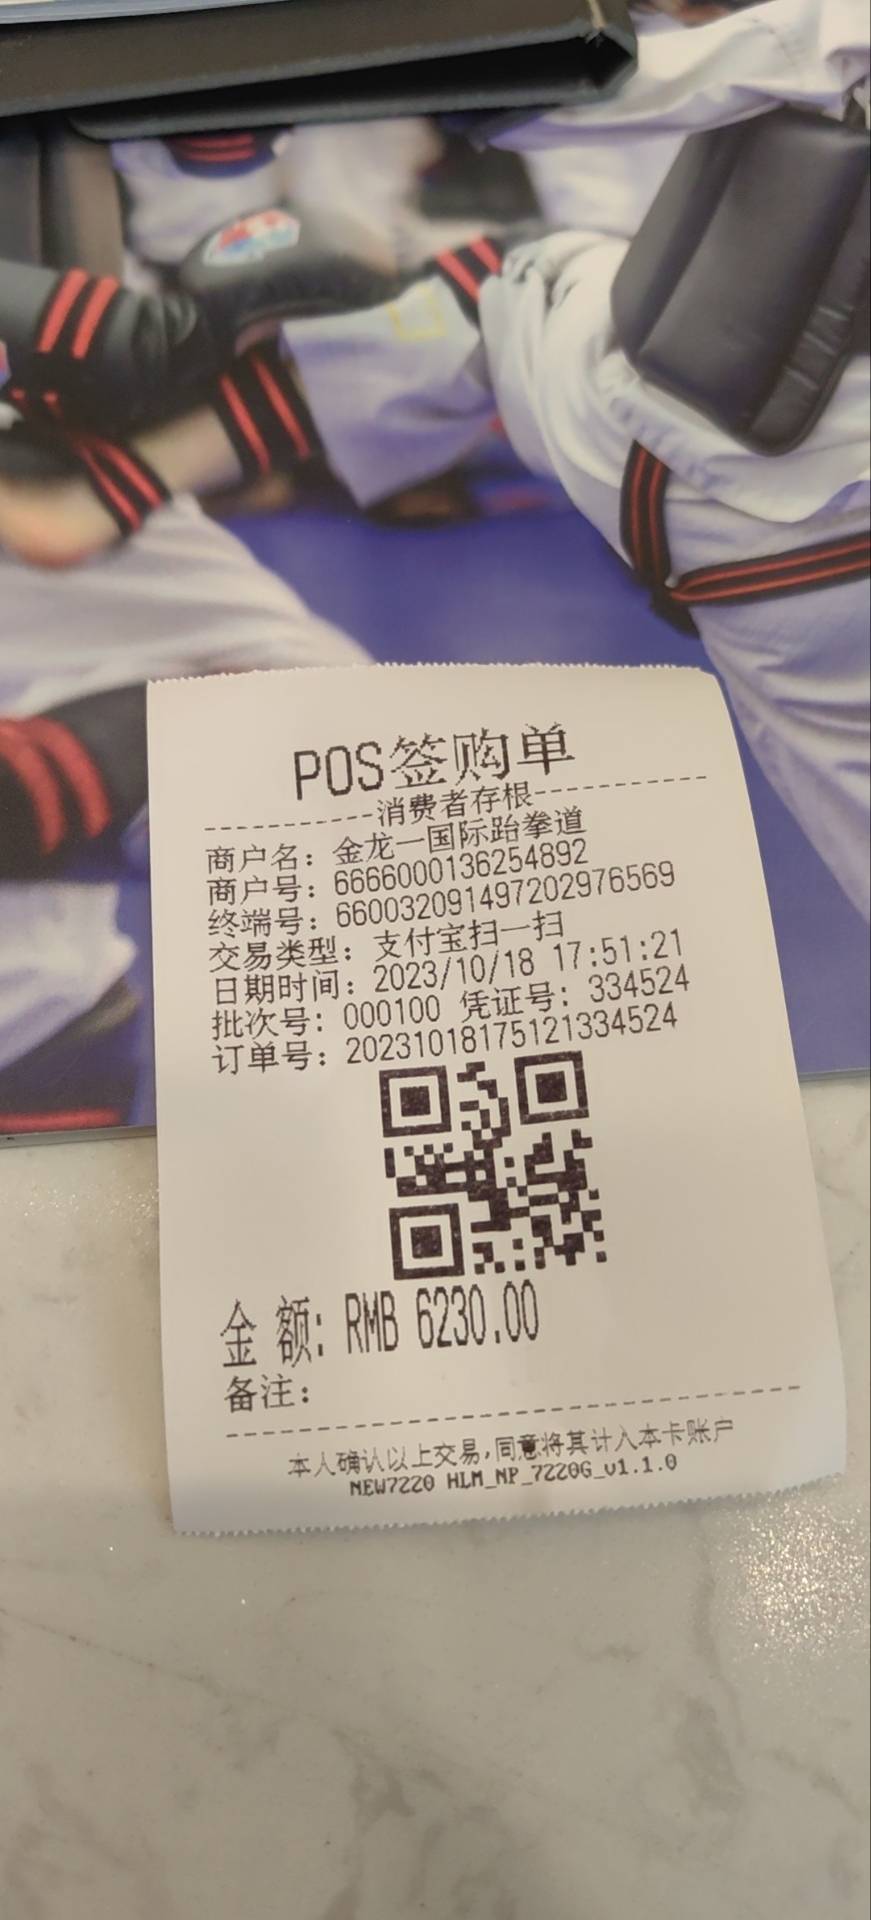 POS签购单
消费者存根
商户名：金龙一国际跆拳道
商户号：6666000136254892
终端号：660032091497202976569
交易类型：支付宝扫一扫
日期时间：2023/10/18 17:51:21
批次号：000100 凭证号：334524
订单号：20231018175121334524
金 额：RMB 6230.00
备注：
本人确认以上交易,同意将其计入本卡账户
NEW7220 HLM_NP_7220G_v1.1.0